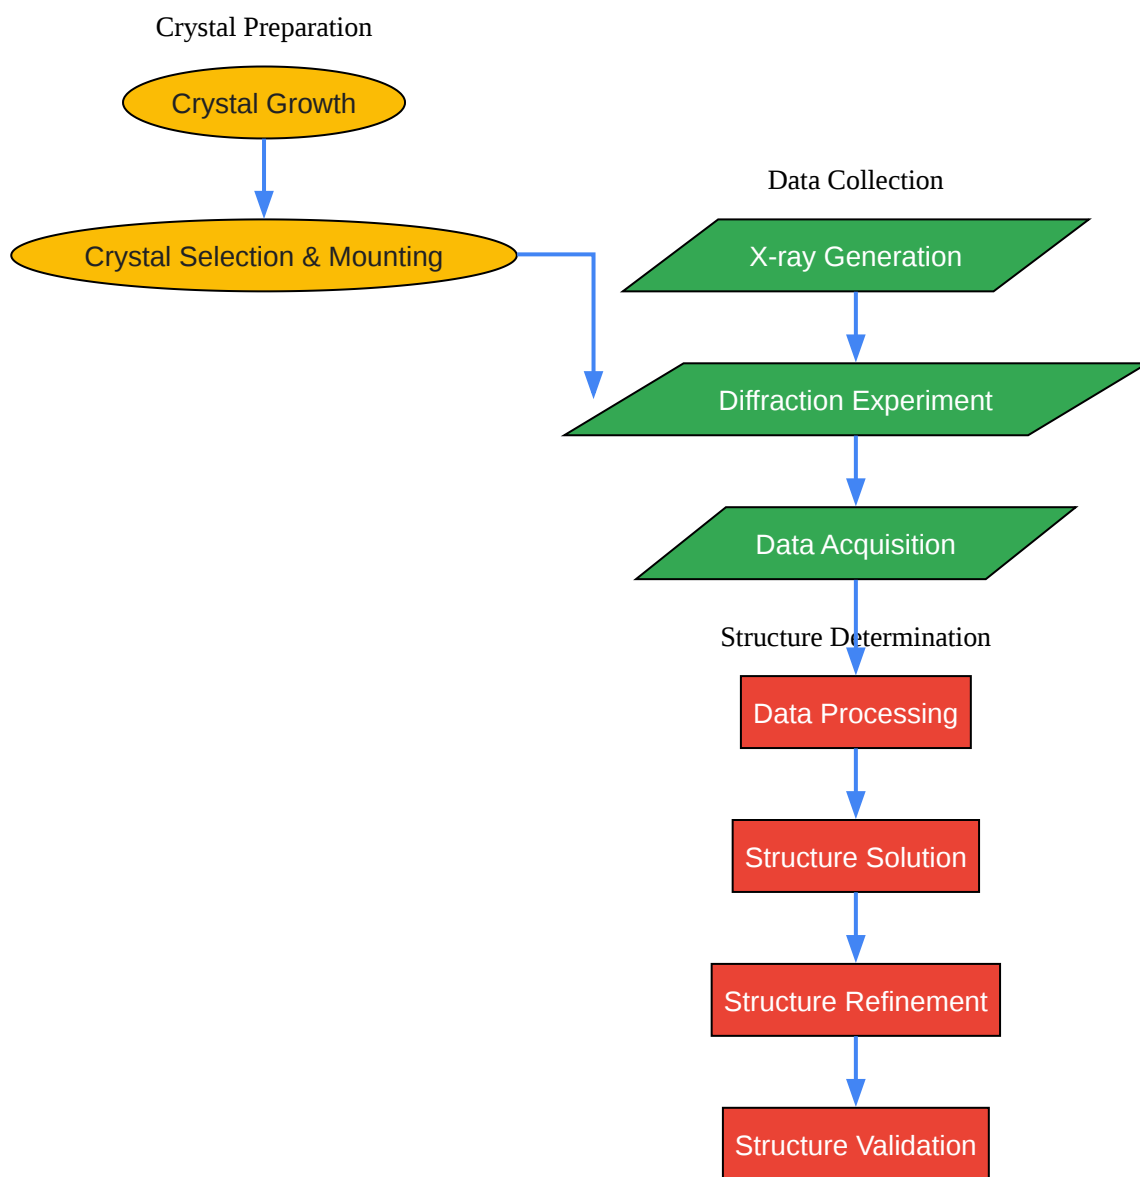 Crystal Preparation
Crystal Growth
Crystal Selection & Mounting
Data Collection
X-ray Generation
Diffraction Experiment
Data Acquisition
Structure Determination
Data Processing
Structure Solution
Structure Refinement
Structure Validation